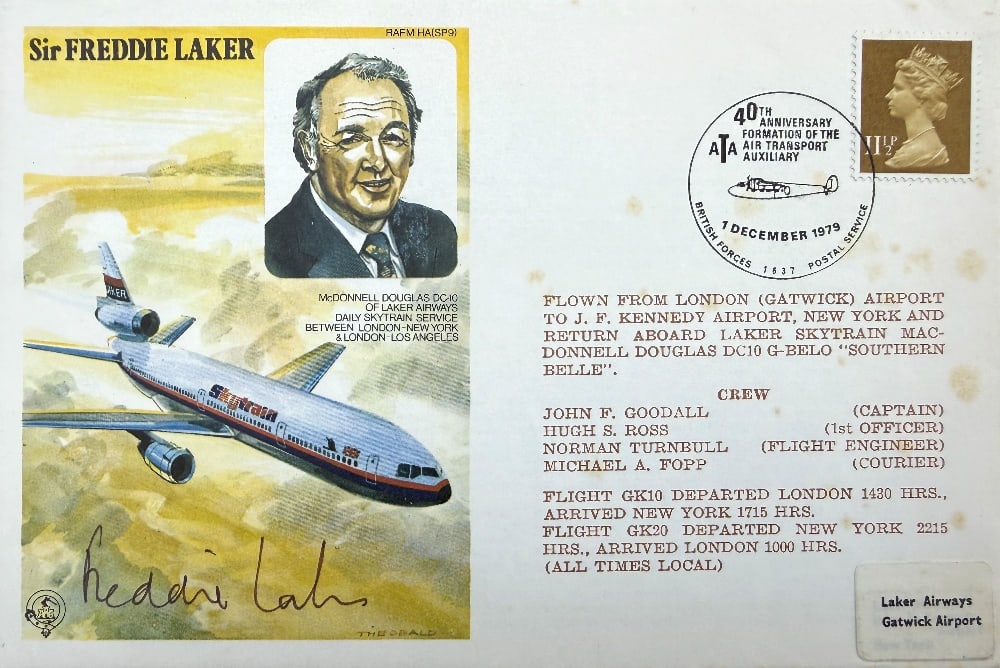 Sir FREDDIE LAKER
RAFM HA(SP9)
McDONNELL DOUGLAS DC-10
OF LAKER AIRWAYS
DAILY SKYTRAIN SERVICE
BETWEEN LONDON-NEW YORK
& LONDON-LOS ANGELES
LAKER
Skytrain
Freddie Laker
THEOBALD
40TH
ANNIVERSARY
FORMATION OF THE
ATA AIR TRANSPORT
AUXILIARY
1 DECEMBER 1979
BRITISH FORCES 1637 POSTAL SERVICE
11½P
FLOWN FROM LONDON (GATWICK) AIRPORT
TO J. F. KENNEDY AIRPORT, NEW YORK AND
RETURN ABOARD LAKER SKYTRAIN MAC-
DONNELL DOUGLAS DC10 G-BELO "SOUTHERN
BELLE".
CREW
JOHN F. GOODALL (CAPTAIN)
HUGH S. ROSS (1st OFFICER)
NORMAN TURNBULL (FLIGHT ENGINEER)
MICHAEL A. FOPP (COURIER)
FLIGHT GK10 DEPARTED LONDON 1430 HRS.,
ARRIVED NEW YORK 1715 HRS.
FLIGHT GK20 DEPARTED NEW YORK 2215
HRS., ARRIVED LONDON 1000 HRS.
(ALL TIMES LOCAL)
Laker Airways
Gatwick Airport